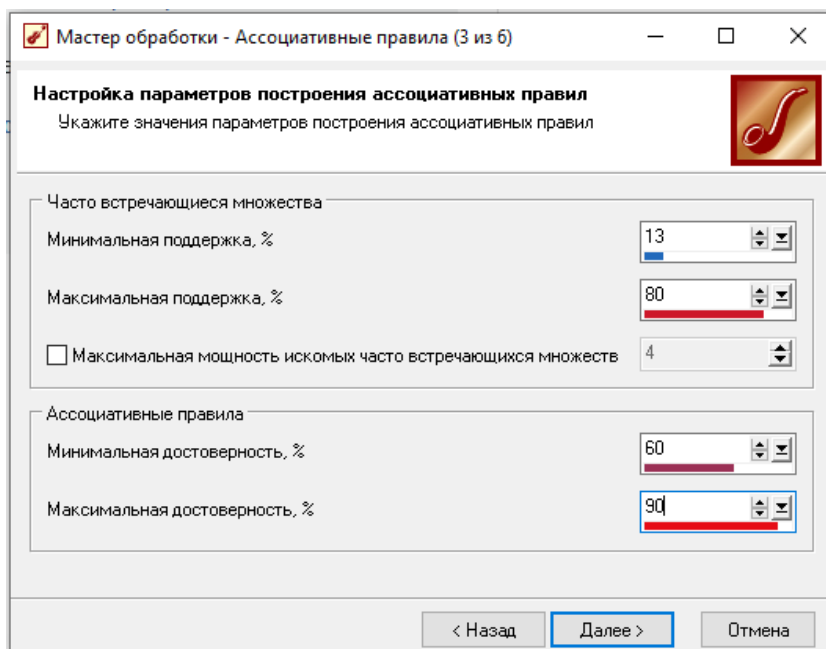 Мастер обработки - Ассоциативные правила (3 из 6)
Настройка параметров построения ассоциативных правил
Укажите значения параметров построения ассоциативных правил
Часто встречающиеся множества
Минимальная поддержка, % 13
Максимальная поддержка, % 80
Максимальная мощность искомых часто встречающихся множеств 4
Ассоциативные правила
Минимальная достоверность, % 60
Максимальная достоверность, % 90
< Назад Далее > Отмена